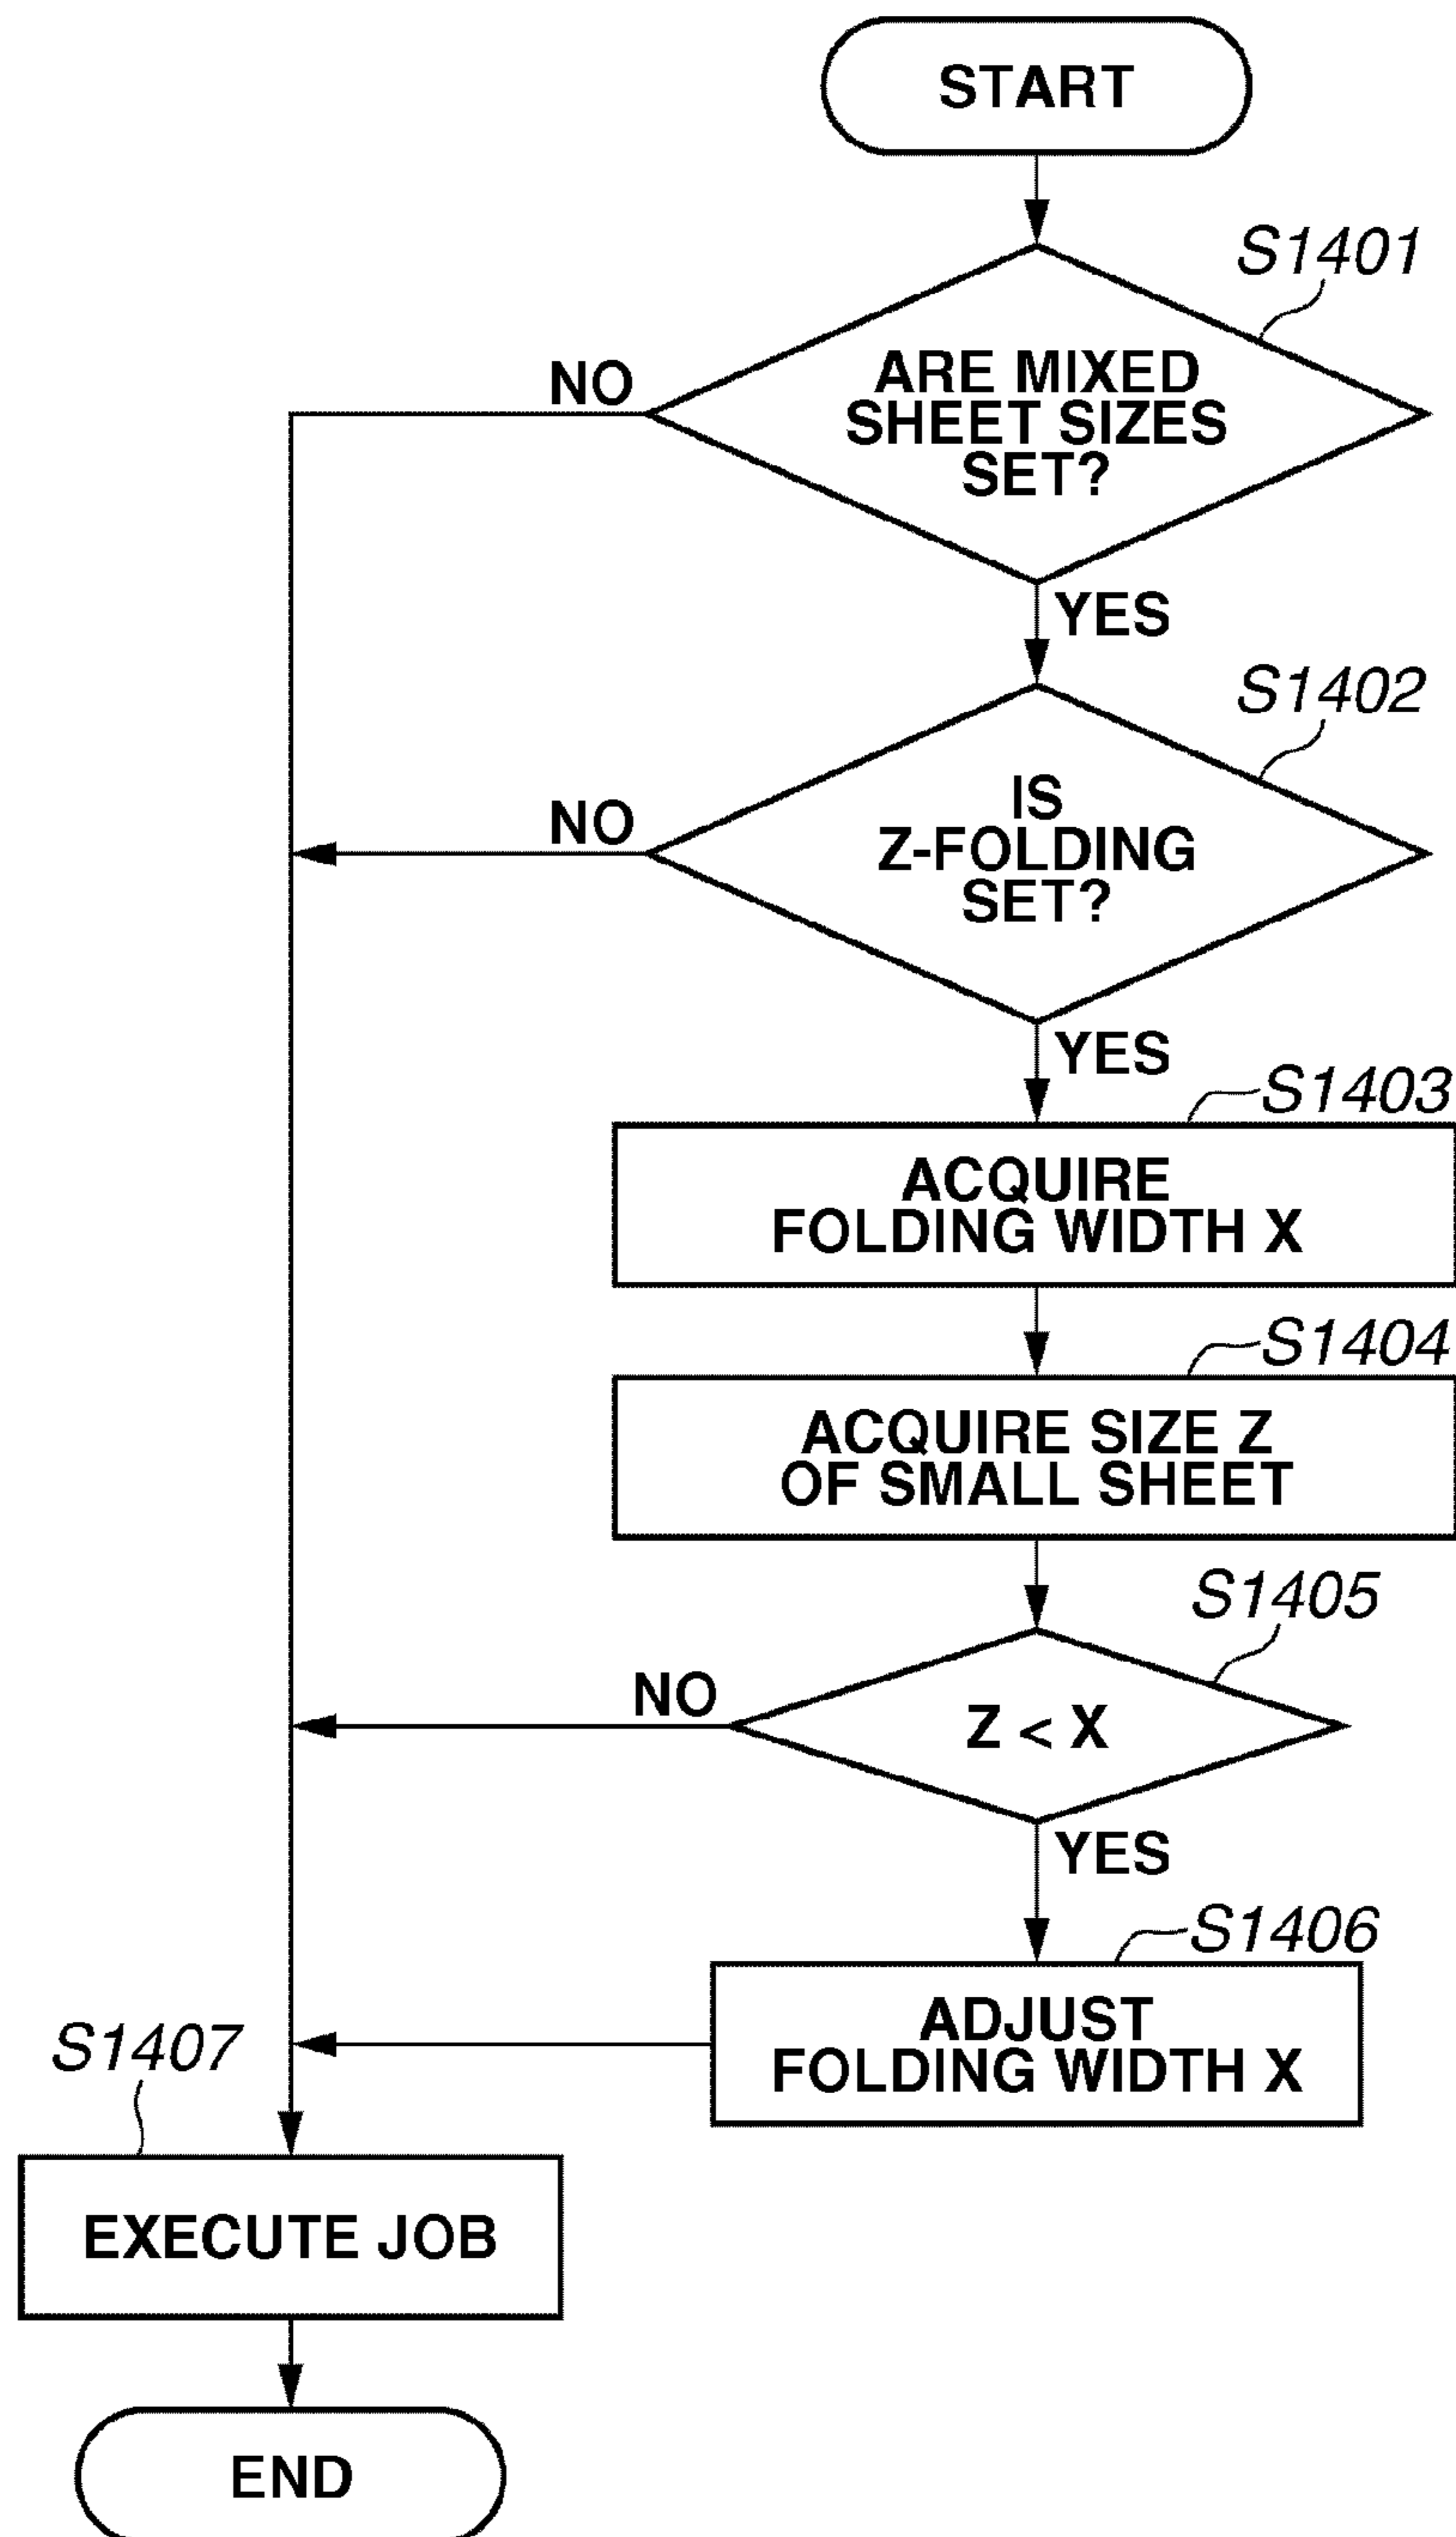 START
S1401
ARE MIXED
SHEET SIZES
SET?
NO
YES
S1402
IS
Z-FOLDING
SET?
NO
YES
S1403
ACQUIRE
FOLDING WIDTH X
S1404
ACQUIRE SIZE Z
OF SMALL SHEET
S1405
Z < X
NO
YES
S1406
ADJUST
FOLDING WIDTH X
S1407
EXECUTE JOB
END